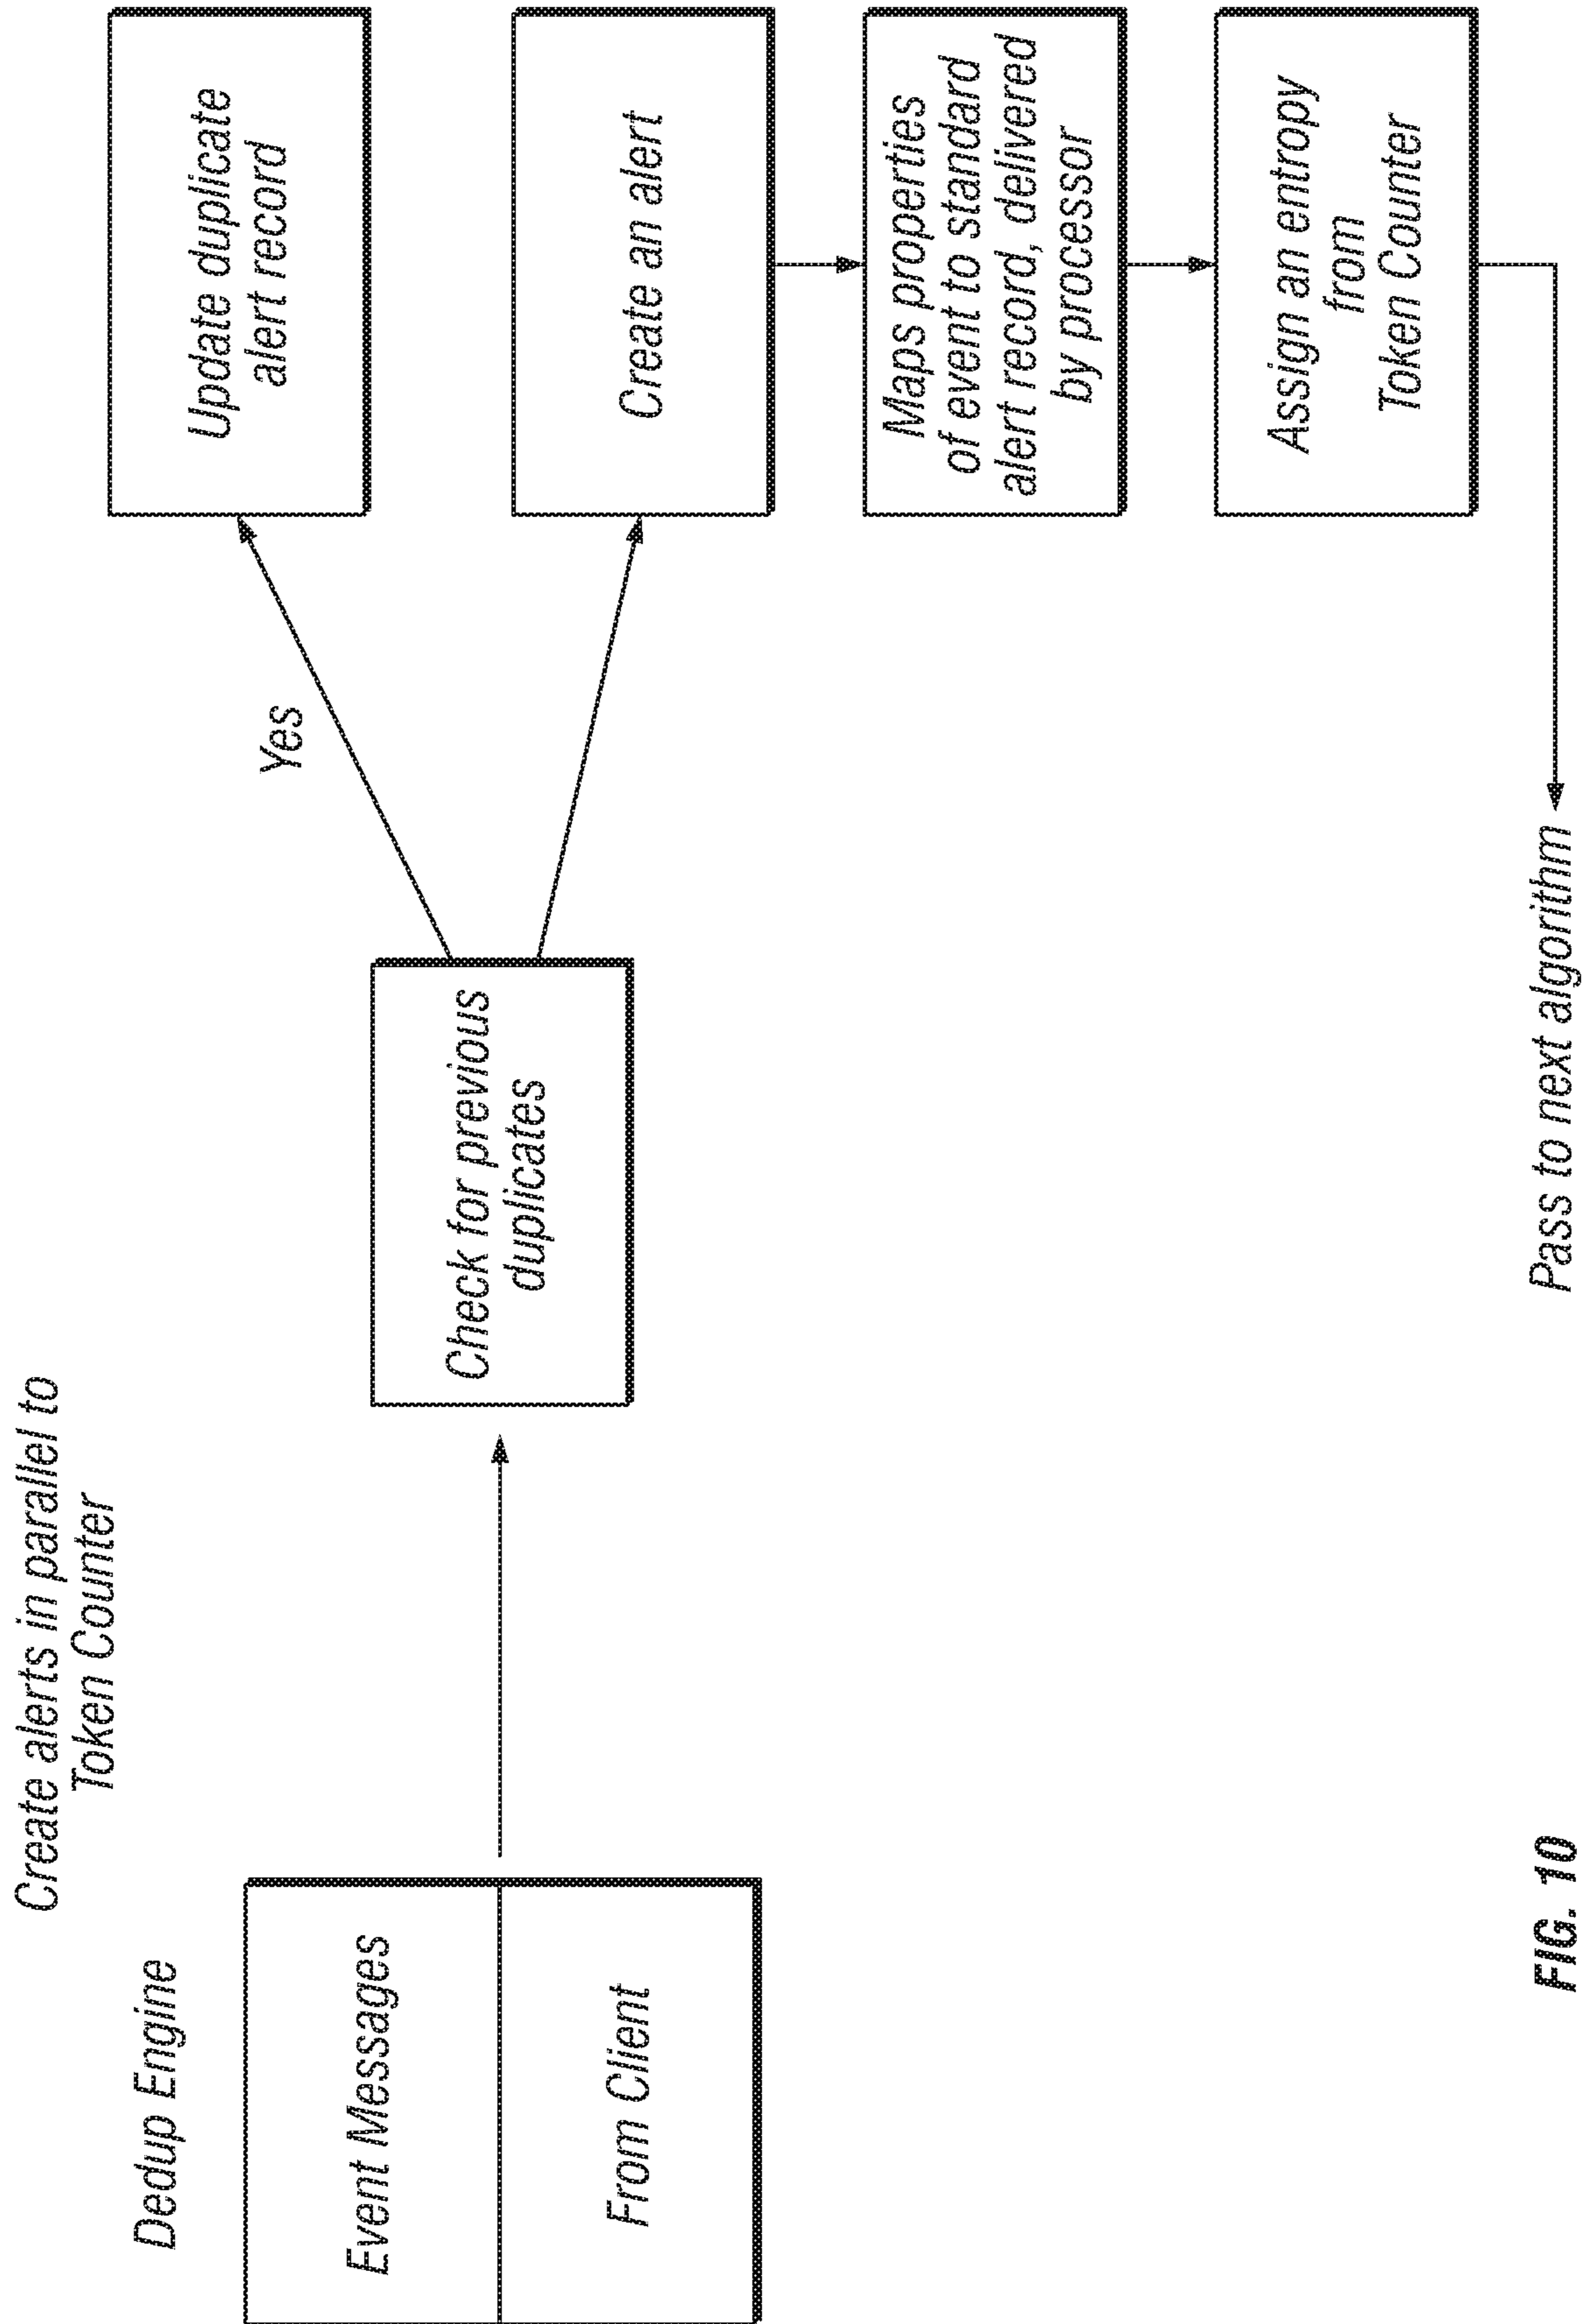 Create alerts in parallel to
Token Counter
Dedup Engine
Event Messages
From Client
Check for previous
duplicates
Yes
Update duplicate
alert record
Create an alert
Maps properties
of event to standard
alert record, delivered
by processor
Assign an entropy
from
Token Counter
Pass to next algorithm
FIG. 10